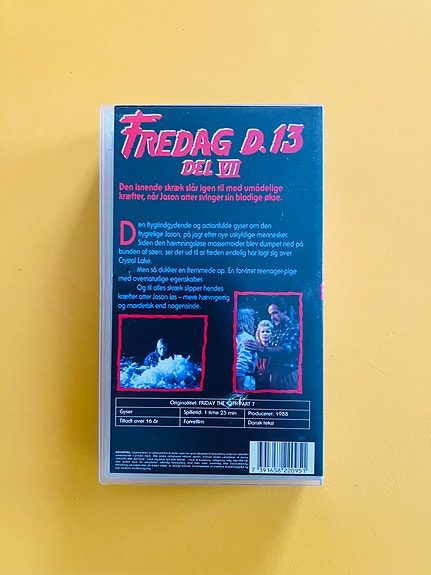 FREDAG D.13
DEL VII
Den isnende skræk slår igen til med umådelige
kræfter, når Jason atter svinger sin blodige økse.
Den frygtindgydende og actionfulde gyser om den
frygtelige Jason, på jagt efter nye uskyldige mennesker.
Siden den hæmningsløse massemorder blev dumpet ned på
bunden af søen, ser det ud til at freden endelig har lagt sig over
Crystal Lake.
Men så dukker en fremmede op. En forvirret teenager-pige
med overnaturlige egenskaber.
Og til alles skræk slipper hendes
kræfter atter Jason løs – mere hævngerrig
og morderisk end nogensinde.
Originaltitel: FRIDAY THE 13TH PART 7
Gyser Spilletid: 1 time 25 min Produceret: 1988
Tilladt over 16 år Farvefilm Dansk tekst
7 391658 220951